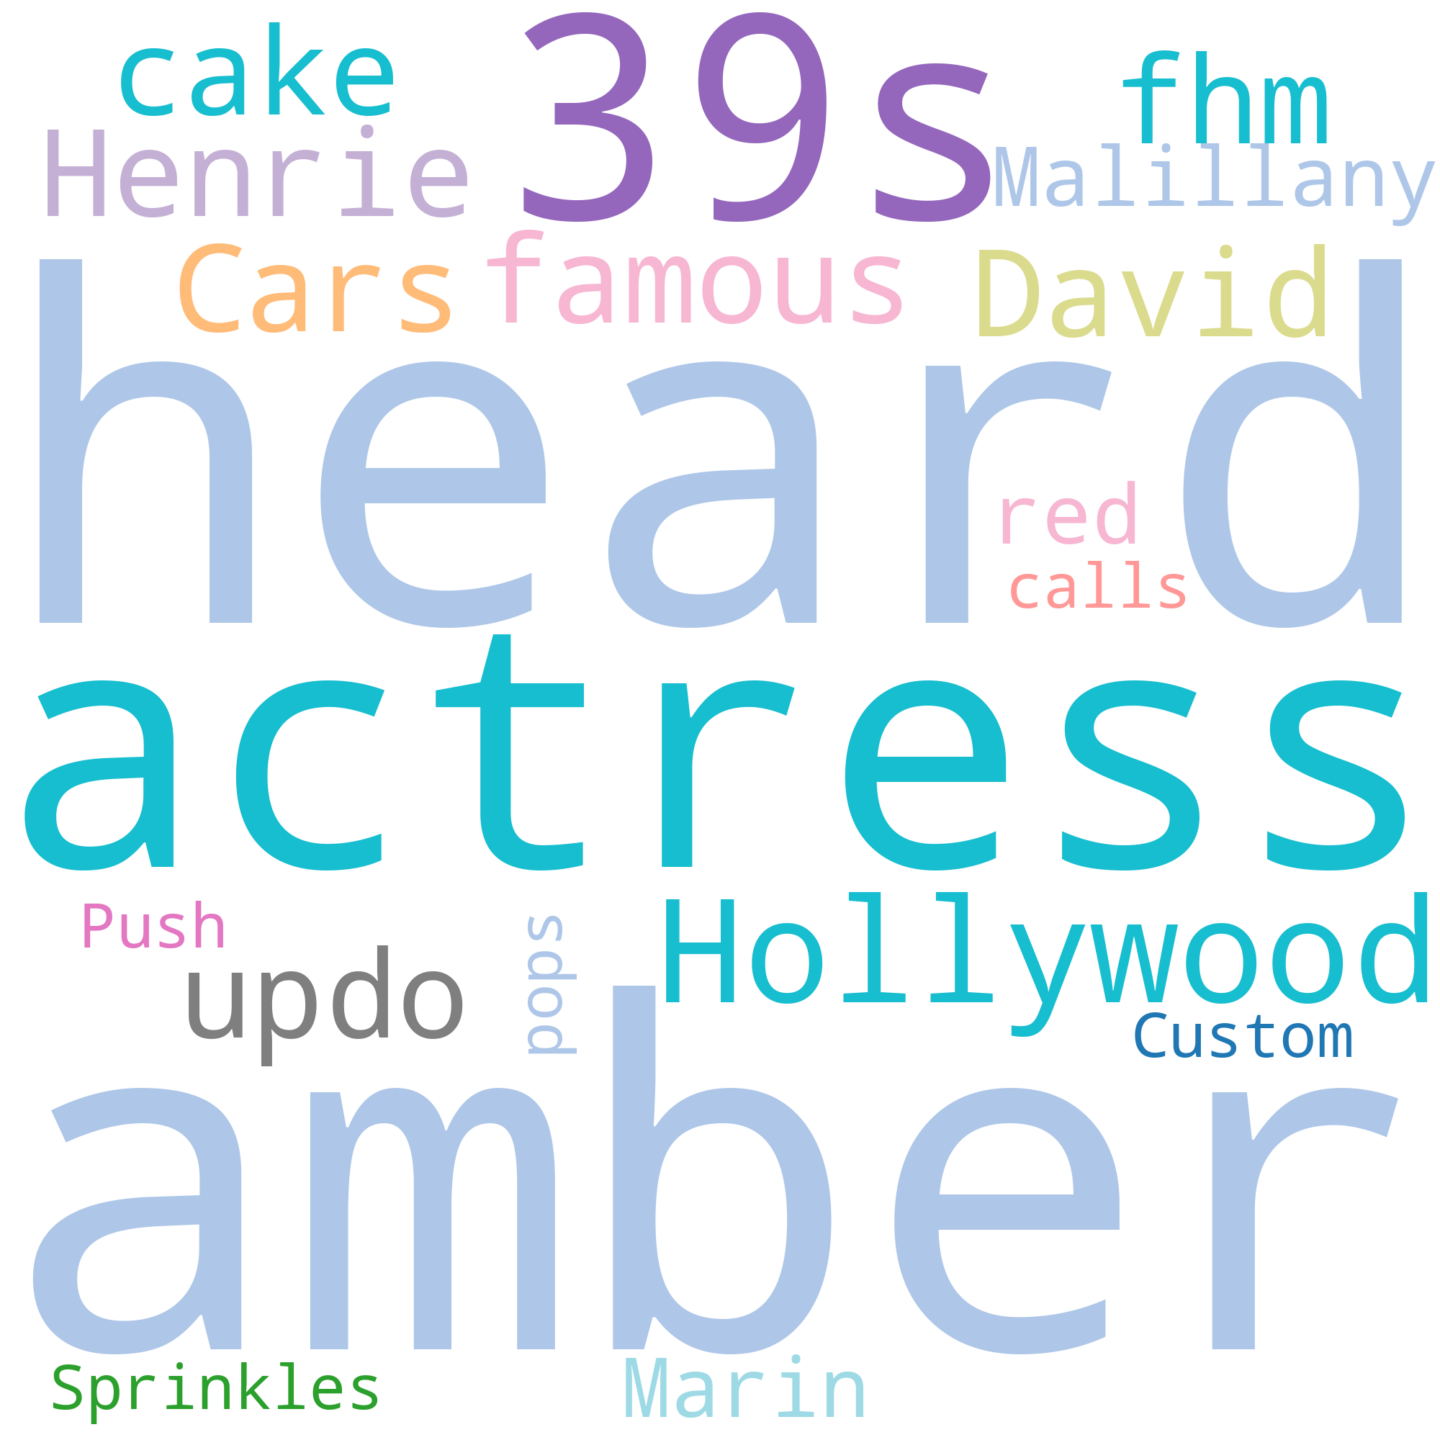 cake
39s
fhm
Henrie
Malillany
Cars
famous
David
heard
red
calls
actress
Push
pops
Hollywood
updo
Custom
amber
Sprinkles
Marin